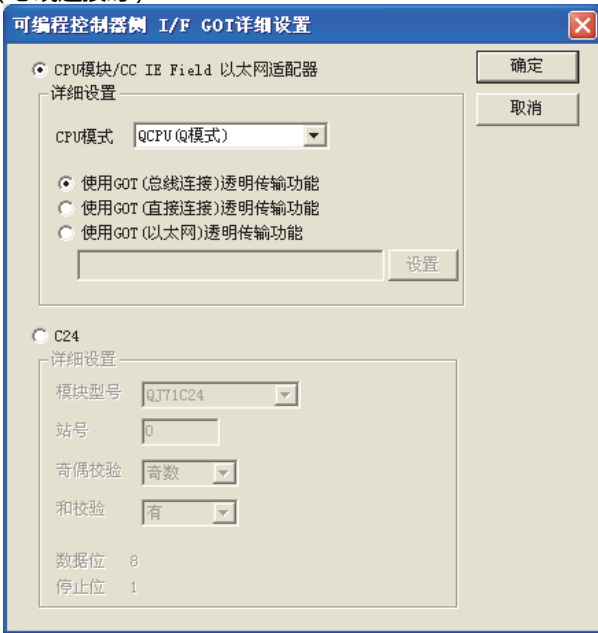 可编程控制器侧 I/F GOT详细设置
CPU模块/CC IE Field 以太网适配器
确定
详细设置
取消
CPU模式 QCPU(Q模式)
使用GOT(总线连接)透明传输功能
使用GOT(直接连接)透明传输功能
使用GOT(以太网)透明传输功能
设置
C24
详细设置
模块型号 QJ71C24
站号 0
奇偶校验 奇数
和校验 有
数据位 8
停止位 1